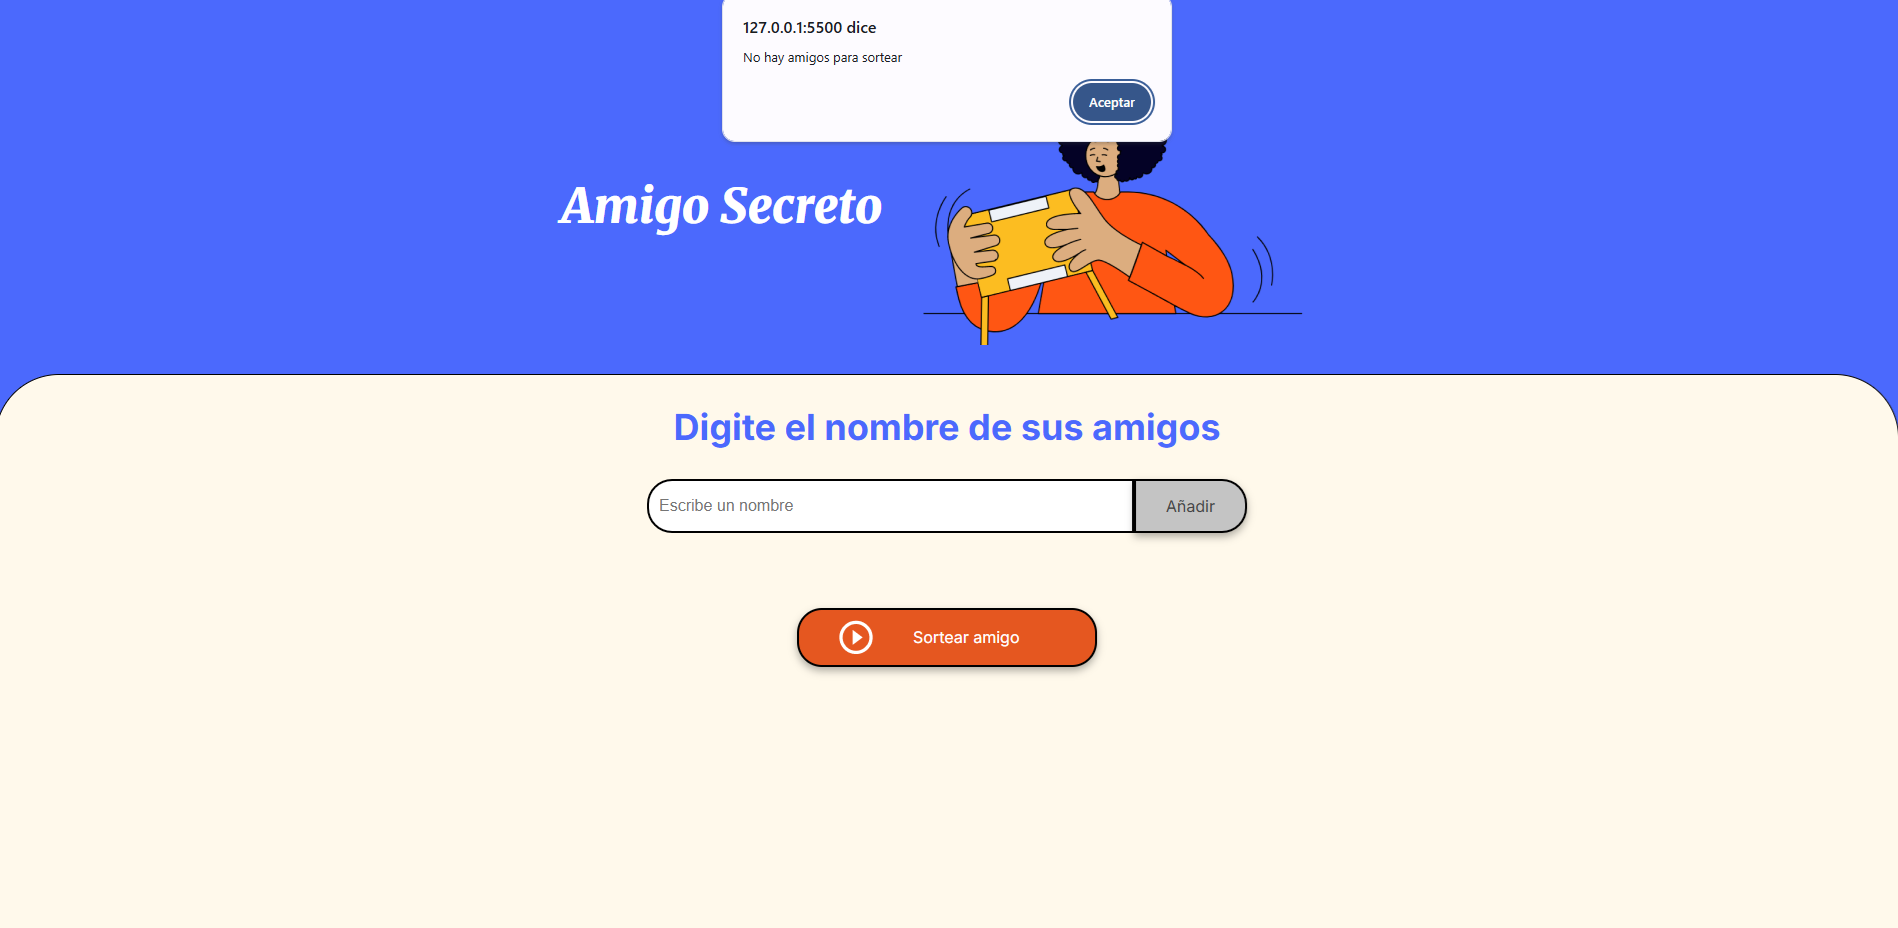 127.0.0.1:5500 dice
No hay amigos para sortear
Aceptar
Amigo Secreto
Digite el nombre de sus amigos
Escribe un nombre
Añadir
Sortear amigo